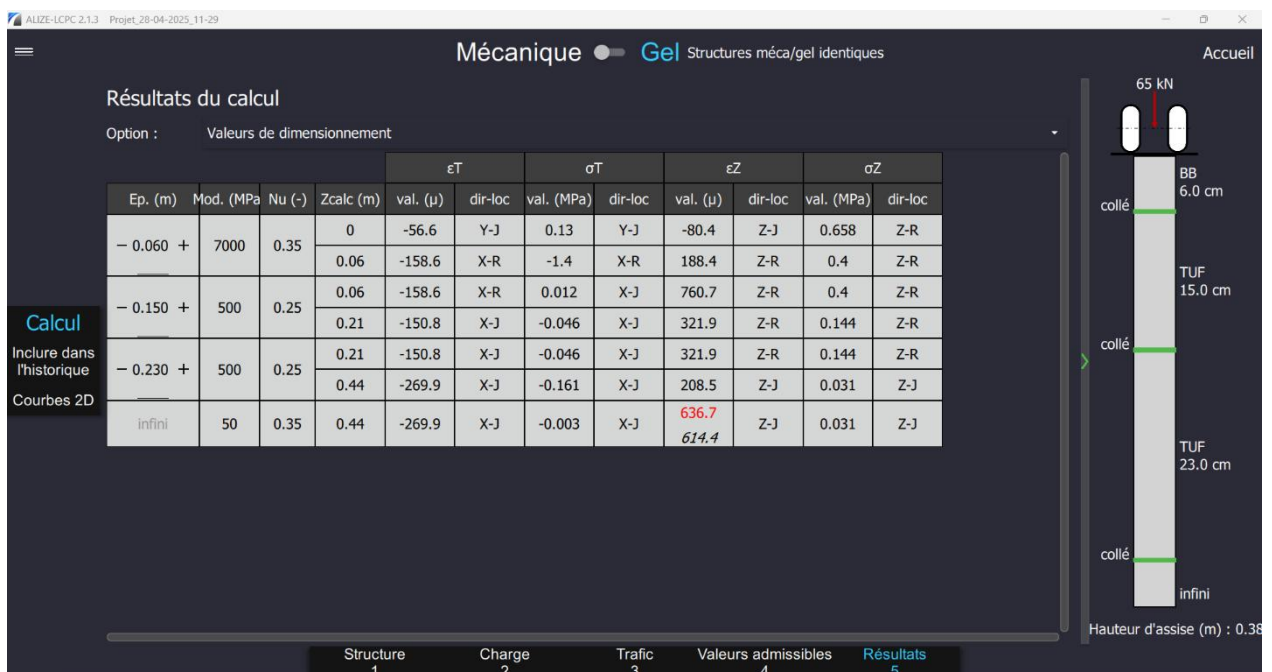 ALIZE-LCPC 2.1.3 Projet_28-04-2025_11-29
Mécanique Gel Structures méca/gel identiques
Accueil
Résultats du calcul
Option : Valeurs de dimensionnement
εT σT εZ σZ
Ep. (m) Mod. (MPa Nu (-) Zcalc (m) val. (µ) dir-loc val. (MPa) dir-loc val. (µ) dir-loc val. (MPa) dir-loc
− 0.060 + 7000 0.35
0 -56.6 Y-J 0.13 Y-J -80.4 Z-J 0.658 Z-R
0.06 -158.6 X-R -1.4 X-R 188.4 Z-R 0.4 Z-R
− 0.150 + 500 0.25
0.06 -158.6 X-R 0.012 X-J 760.7 Z-R 0.4 Z-R
0.21 -150.8 X-J -0.046 X-J 321.9 Z-R 0.144 Z-R
− 0.230 + 500 0.25
0.21 -150.8 X-J -0.046 X-J 321.9 Z-R 0.144 Z-R
0.44 -269.9 X-J -0.161 X-J 208.5 Z-J 0.031 Z-J
infini 50 0.35 0.44 -269.9 X-J -0.003 X-J 636.7 Z-J 0.031 Z-J
614.4
Calcul
Inclure dans
l'historique
Courbes 2D
65 kN
BB
6.0 cm
collé
TUF
15.0 cm
collé
TUF
23.0 cm
collé
infini
Hauteur d'assise (m) : 0.38
Structure Charge Trafic Valeurs admissibles Résultats
1 2 3 4 5